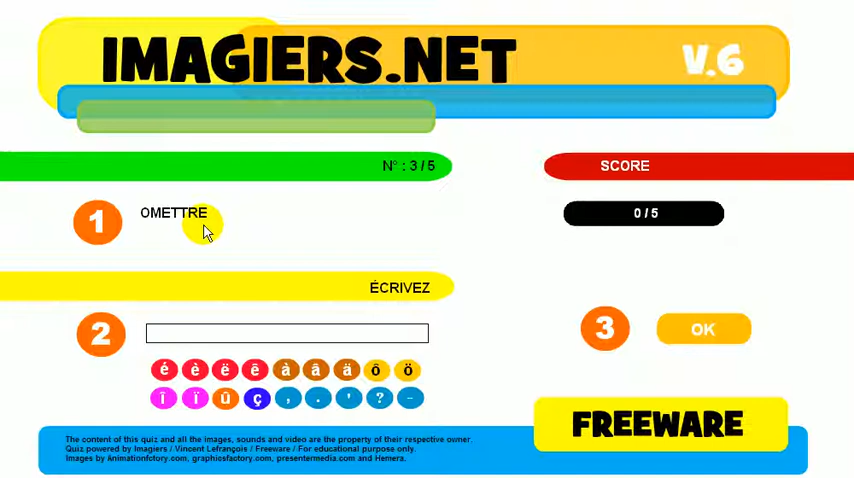 IMAGIERS.NET
V.6
N° : 3 / 5
SCORE
1
OMETTRE
0 / 5
ÉCRIVEZ
2
3
OK
é è ë ê à â ä ô ö
î ï û ç , . ' ? -
FREEWARE
The content of this quiz and all the images, sounds and video are the property of their respective owner.
Quiz powered by Imagiers / Vincent Lefrançois / Freeware / For educational purpose only.
Images by Animationfctory.com, graphicsfactory.com, presentermedia.com and Hemera.